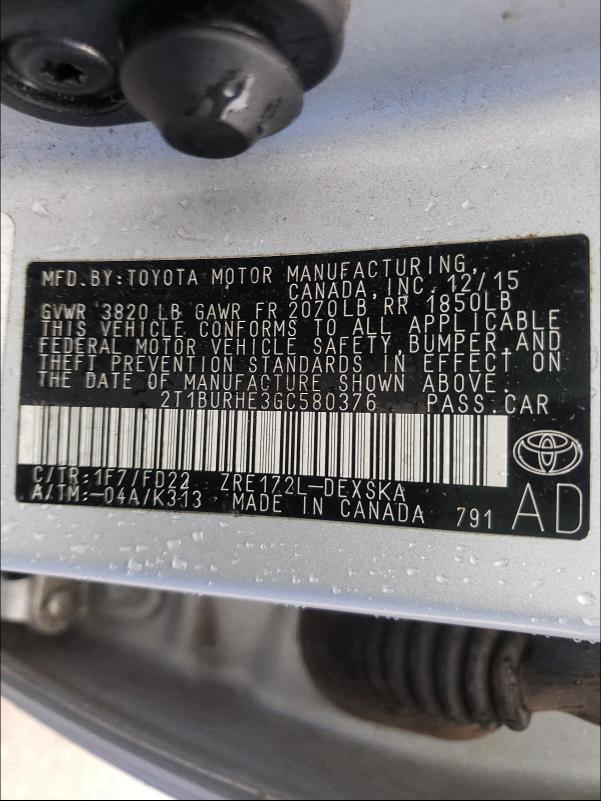 MFD.BY:TOYOTA MOTOR MANUFACTURING,
CANADA,INC. 12/15
GVWR 3820 LB GAWR FR 2070LB RR 1850LB
THIS VEHICLE CONFORMS TO ALL APPLICABLE
FEDERAL MOTOR VEHICLE SAFETY,BUMPER,AND
THEFT PREVENTION STANDARDS IN EFFECT ON
THE DATE OF MANUFACTURE SHOWN ABOVE.
2T1BURHE3GC580376 PASS.CAR
C/TR:1F7/FD22 ZRE172L-DEXSKA
A/TM:-04A/K313 MADE IN CANADA 791 AD